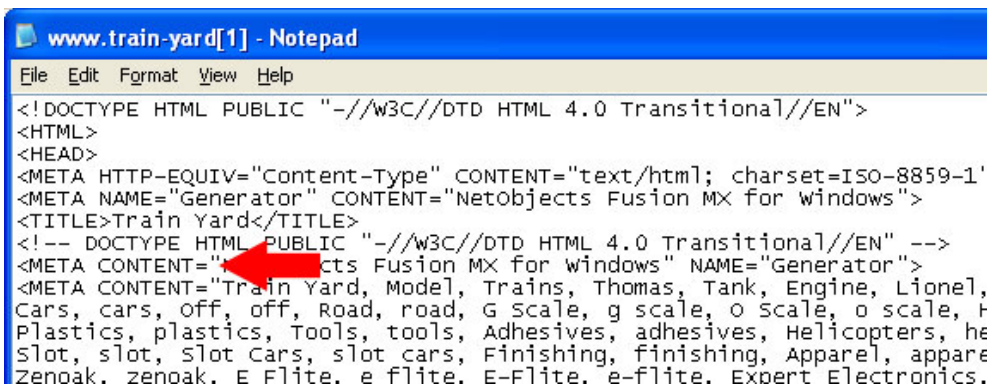 www.train-yard[1] - Notepad
File Edit Format View Help
<!DOCTYPE HTML PUBLIC "-//W3C//DTD HTML 4.0 Transitional//EN">
<HTML>
<HEAD>
<META HTTP-EQUIV="Content-Type" CONTENT="text/html; charset=ISO-8859-1"
<META NAME="Generator" CONTENT="NetObjects Fusion MX for Windows">
<TITLE>Train Yard</TITLE>
<!-- DOCTYPE HTML PUBLIC "-//W3C//DTD HTML 4.0 Transitional//EN" -->
<META CONTENT=" cts Fusion MX for Windows" NAME="Generator">
<META CONTENT="Train Yard, Model, Trains, Thomas, Tank, Engine, Lionel,
Cars, cars, Off, off, Road, road, G Scale, g scale, O Scale, o scale,
Plastics, plastics, Tools, tools, Adhesives, adhesives, Helicopters,
Slot, slot, Slot Cars, slot cars, Finishing, finishing, Apparel,
Zenoak, zenoak, E Flite, e flite, E-Flite, e-flite, Expert Electronics,